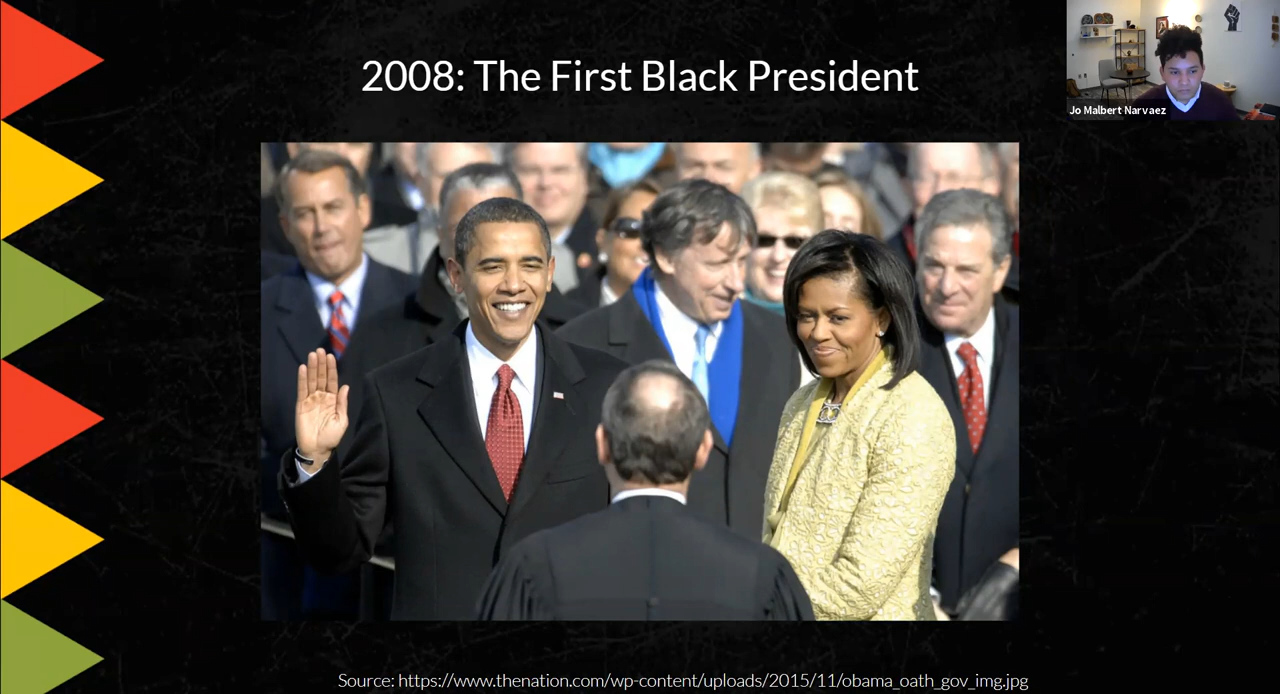 2008: The First Black President
Jo Malbert Narvaez
Source: https://www.thenation.com/wp-content/uploads/2015/11/obama_oath_gov_img.jpg